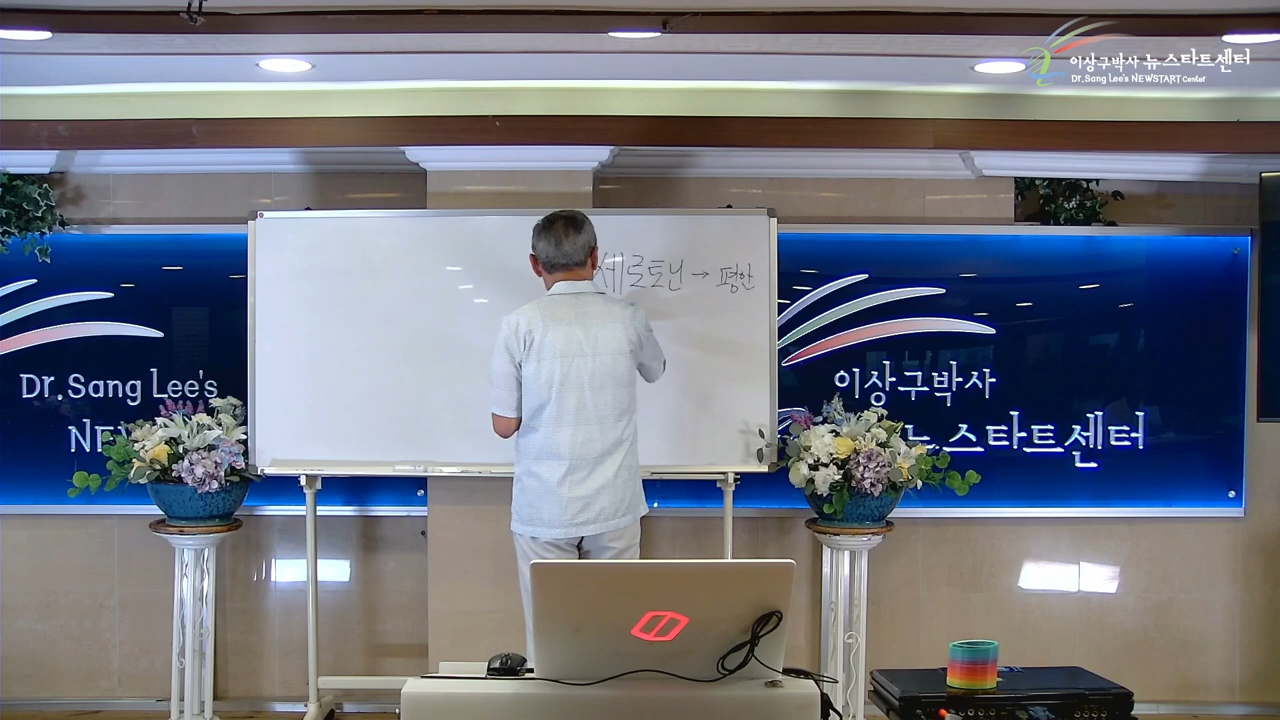 이상구박사 뉴스타트센터
Dr.Sang Lee's NEWSTART Center
세로토닌 → 평안
Dr.Sang Lee's
이상구박사
뉴스타트센터